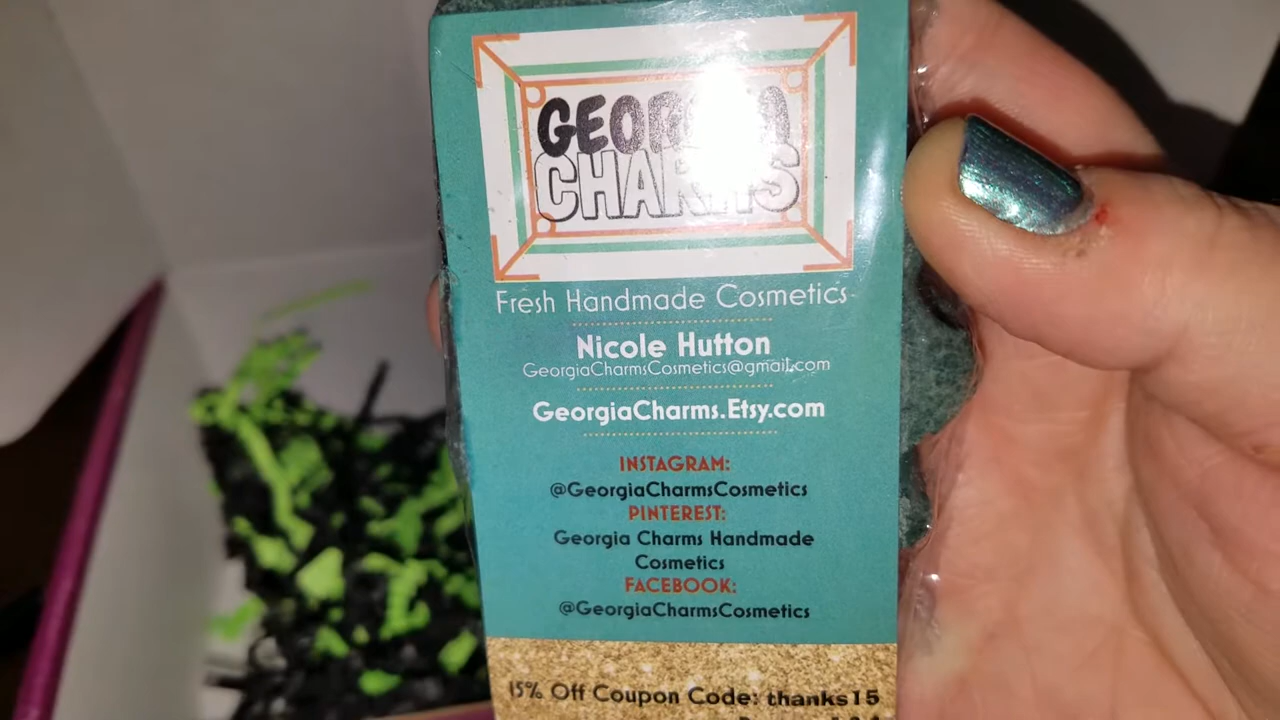 GEORGIA
CHARMS
Fresh Handmade Cosmetics
Nicole Hutton
GeorgiaCharmsCosmetics@gmail.com
GeorgiaCharms.Etsy.com
INSTAGRAM:
@GeorgiaCharmsCosmetics
PINTEREST:
Georgia Charms Handmade
Cosmetics
FACEBOOK:
@GeorgiaCharmsCosmetics
15% Off Coupon Code: thanks15